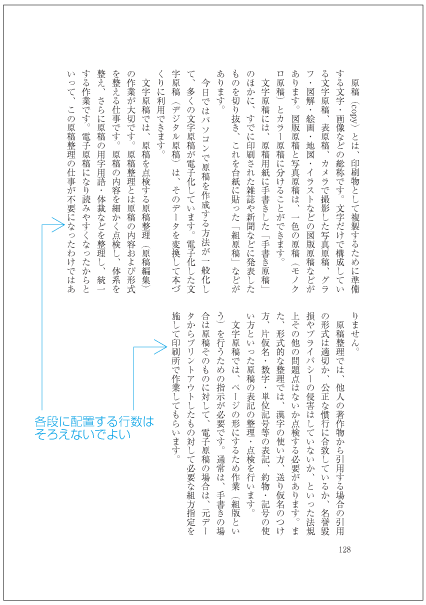 原稿（copy）とは、印刷物として複製するために準備
する文字・画像などの総称です。文字だけで構成してい
る文字原稿、表原稿、カメラで撮影した写真原稿、グラ
フ・図解・絵画・地図・イラストなどの図版原稿などが
あります。図版原稿と写真原稿は、一色の原稿（モノク
ロ原稿）とカラー原稿に分けることができます。
文字原稿には、原稿用紙に手書きした「手書き原稿」
のほかに、すでに印刷された雑誌や新聞などに発表した
ものを切り抜き、これを台紙に貼った「組原稿」などが
あります。
今日ではパソコンで原稿を作成する方法が一般化し
て、多くの文字原稿が電子化しています。電子化した文
字原稿（デジタル原稿）は、そのデータを変換して本づ
くりに利用できます。
文字原稿では、原稿を点検する原稿整理（原稿編集）
の作業が大切です。原稿整理とは原稿の内容および形式
を整える仕事です。原稿の内容を細かく点検し、体系を
整え、さらに原稿の用字用語・体裁などを整理し、統一
する作業です。電子原稿になり読みやすくなったからと
いって、この原稿整理の仕事が不要になったわけではあ
りません。
原稿整理では、他人の著作物から引用する場合の引用
の形式は適切か、公正な慣行に合致しているか、名誉毀
損やプライバシーの侵害はしていないか、といった法規
上その他の問題点はないか点検する必要があります。ま
た、形式的な整理では、漢字の使い方、送り仮名のつけ
方、片仮名・数字・単位記号等の表記、約物・記号の使
い方といった原稿の表記の整理・点検を行います。
文字原稿では、ページの形にするため作業（組版とい
う）を行うための指示が必要です。通常は、手書きの場
合は原稿そのものに対して、電子原稿の場合は、元デー
タからプリントアウトしたもの対して必要な組方指定を
施して印刷所で作業してもらいます。
各段に配置する行数は
そろえないでよい
128